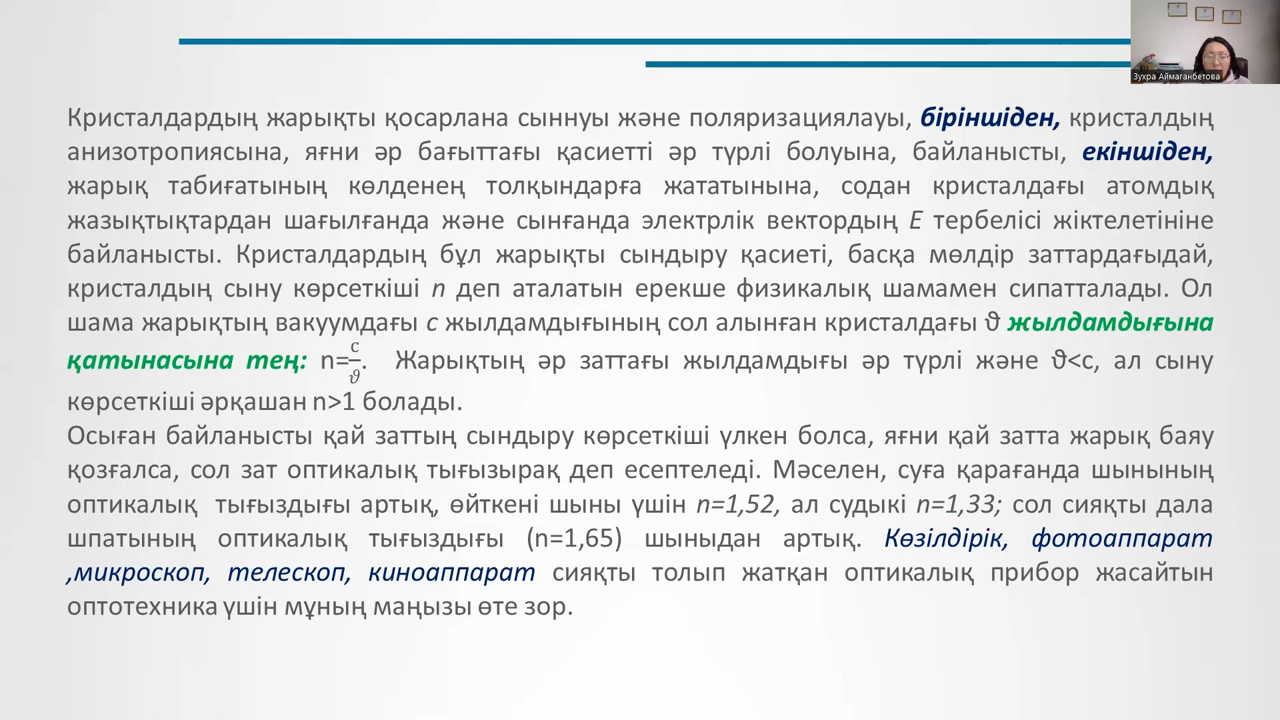 Зухра Аймаганбетова
Кристалдардың жарықты қосарлана сыннуы және поляризациялауы, біріншіден, кристалдың
анизотропиясына, яғни әр бағыттағы қасиетті әр түрлі болуына, байланысты, екіншіден,
жарық табиғатының көлденең толқындарға жататынына, содан кристалдағы атомдық
жазықтықтардан шағылғанда және сынғанда электрлік вектордың E тербелісі жіктелетініне
байланысты. Кристалдардың бұл жарықты сындыру қасиеті, басқа мөлдір заттардағыдай,
кристалдың сыну көрсеткіші n деп аталатын ерекше физикалық шамамен сипатталады. Ол
шама жарықтың вакуумдағы c жылдамдығының сол алынған кристалдағы ϑ жылдамдығына
қатынасына тең: n=c/ϑ. Жарықтың әр заттағы жылдамдығы әр түрлі және ϑ<c, ал сыну
көрсеткіші әрқашан n>1 болады.
Осыған байланысты қай заттың сындыру көрсеткіші үлкен болса, яғни қай затта жарық баяу
қозғалса, сол зат оптикалық тығызырақ деп есептеледі. Мәселен, суға қарағанда шынының
оптикалық тығыздығы артық, өйткені шыны үшін n=1,52, ал судыкі n=1,33; сол сияқты дала
шпатының оптикалық тығыздығы (n=1,65) шыныдан артық. Көзілдірік, фотоаппарат
,микроскоп, телескоп, киноаппарат сияқты толып жатқан оптикалық прибор жасайтын
оптотехника үшін мұның маңызы өте зор.